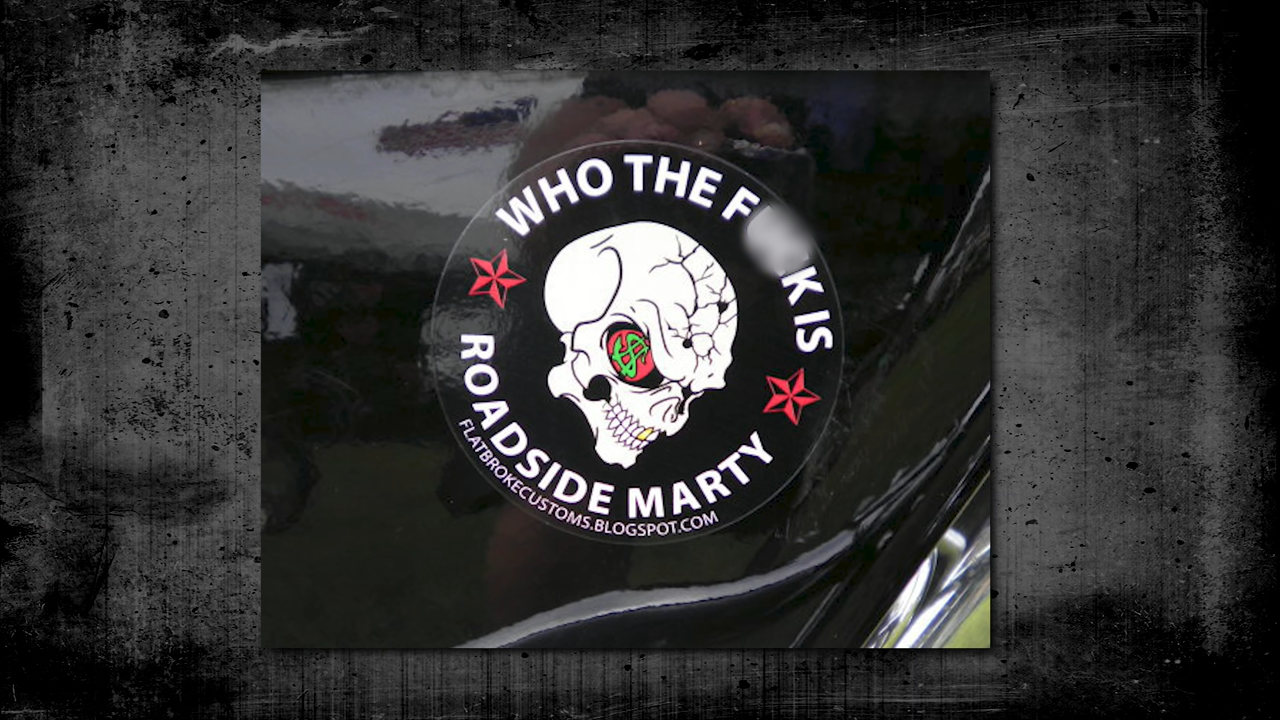 WHO THE F K IS
ROADSIDE MARTY
FLATBROKECUSTOMS.BLOGSPOT.COM